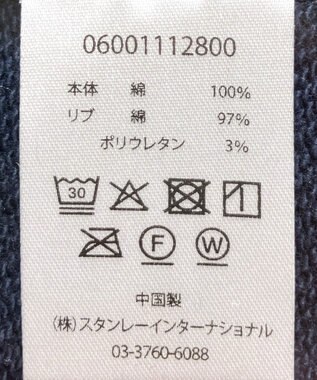 06001112800
本体 綿 100%
リブ 綿 97%
ポリウレタン 3%
30
F W
中国製
(株)スタンレーインターナショナル
03-3760-6088